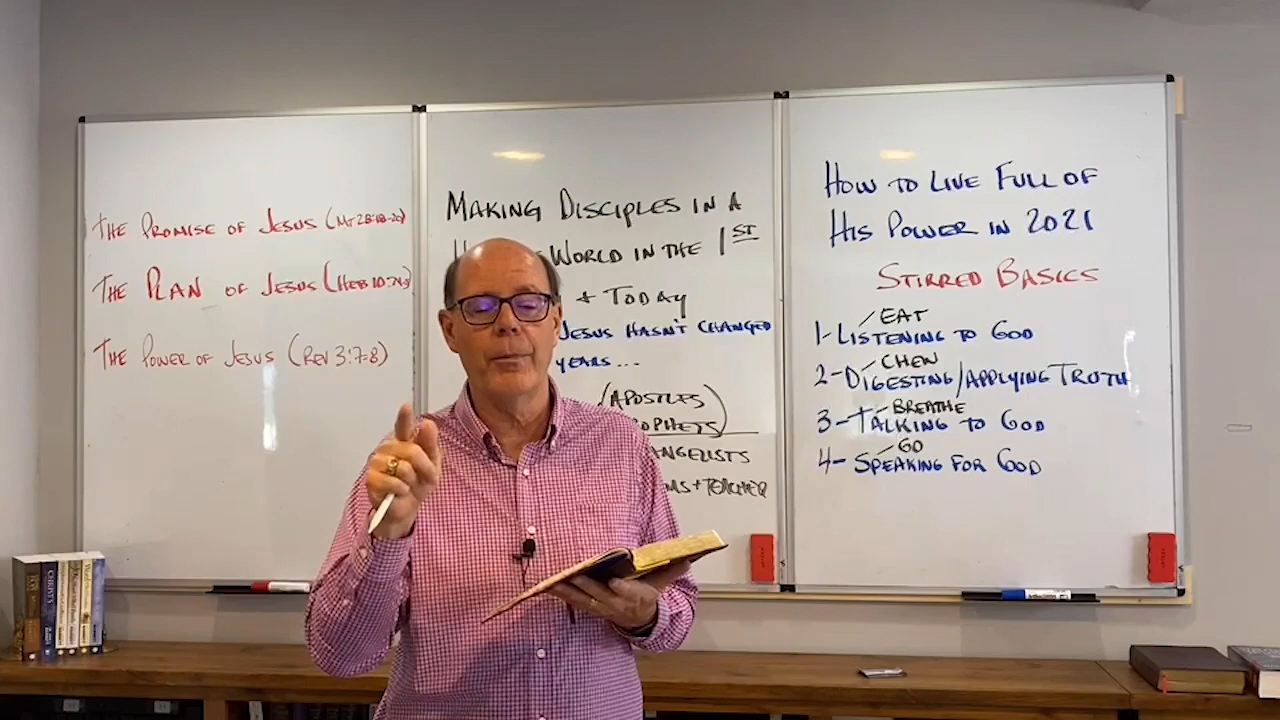 THE PROMISE OF JESUS (MT 28:18-20)
THE PLAN OF JESUS (HEB 10:
THE POWER OF JESUS (REV 3:7-8)
MAKING DISCIPLES IN A
WORLD IN THE 1ST
+ TODAY
JESUS HASN'T CHANGED
YEARS...
(APOSTLES
PROPHETS)
ANGELISTS
+ TEACHER
HOW TO LIVE FULL OF
HIS POWER IN 2021
STIRRED BASICS
EAT
1- LISTENING TO GOD
CHEW
2- DIGESTING/APPLYING TRUTH
BREATHE
3- TALKING TO GOD
GO
4- SPEAKING FOR GOD